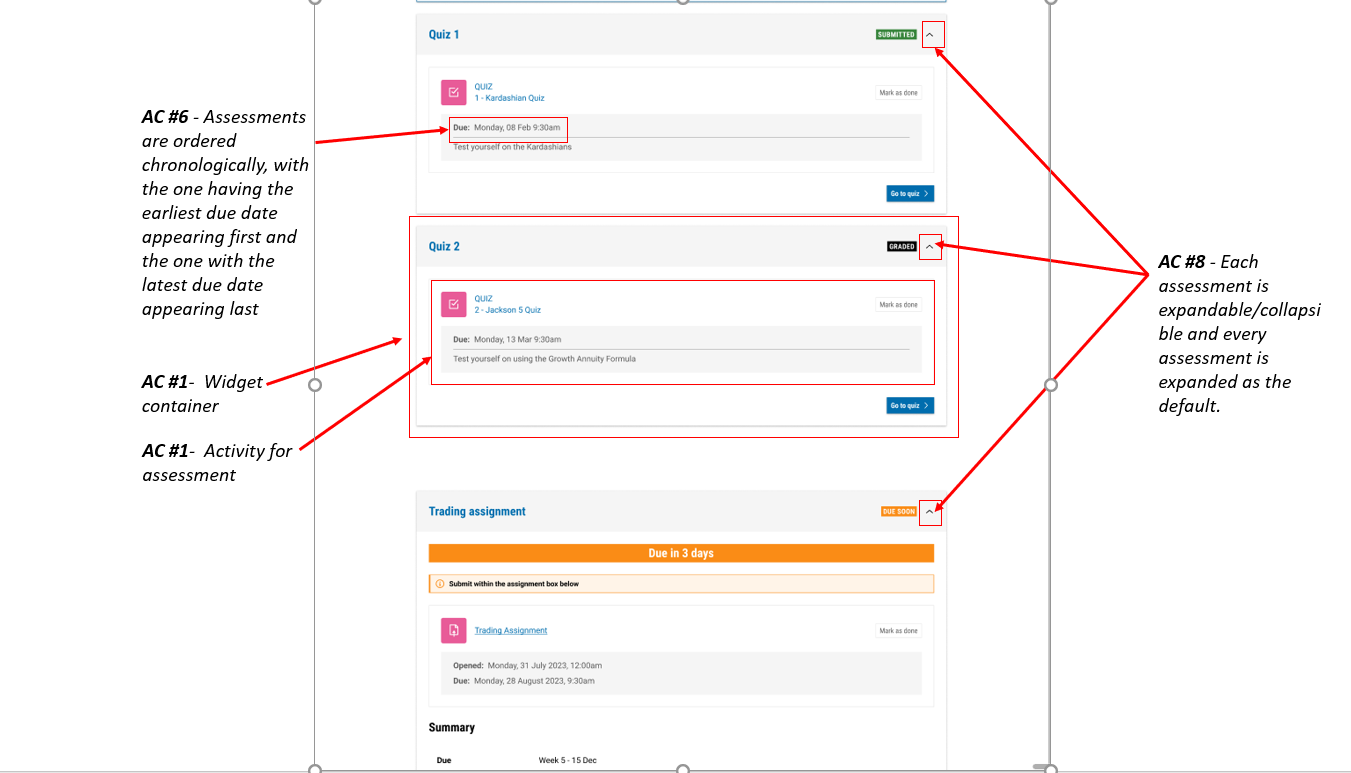 Quiz 1
SUBMITTED
QUIZ
1 - Kardashian Quiz
Mark as done
Due: Monday, 08 Feb 9:30am
Test yourself on the Kardashians
Go to quiz
AC #6 - Assessments
are ordered
chronologically, with
the one having the
earliest due date
appearing first and
the one with the
latest due date
appearing last
Quiz 2
GRADED
QUIZ
2 - Jackson 5 Quiz
Mark as done
Due: Monday, 13 Mar 9:30am
Test yourself on using the Growth Annuity Formula
Go to quiz
AC #1- Widget
container
AC #1- Activity for
assessment
AC #8 - Each
assessment is
expandable/collapsi
ble and every
assessment is
expanded as the
default.
Trading assignment
DUE SOON
Due in 3 days
Submit within the assignment box below
Trading Assignment
Mark as done
Opened: Monday, 31 July 2023, 12:00am
Due: Monday, 28 August 2023, 9:30am
Summary
Due Week 5 - 15 Dec